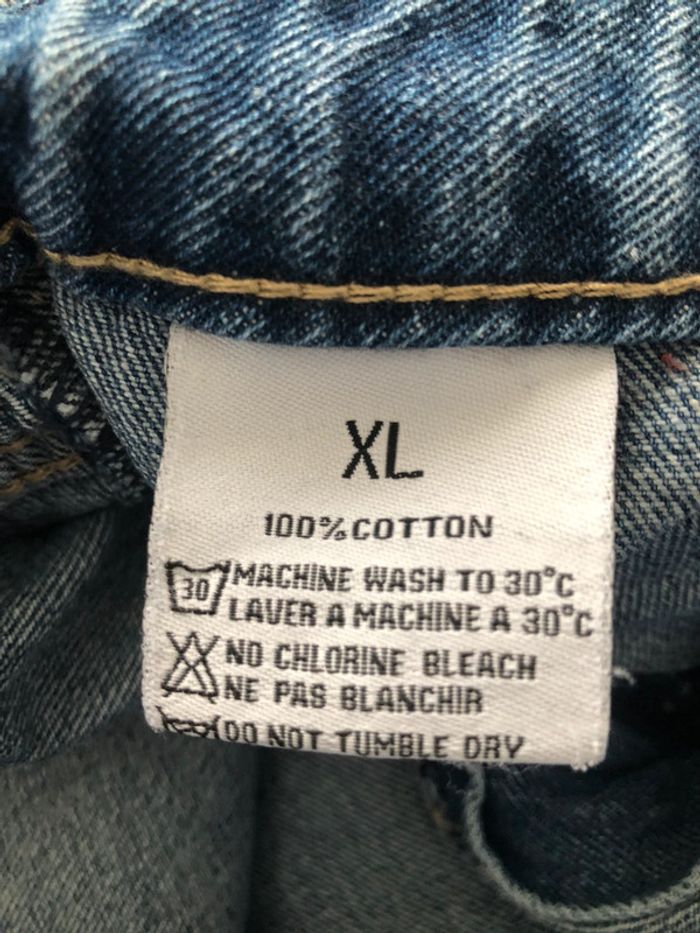 XL
100% COTTON
30 MACHINE WASH TO 30°C
LAVER A MACHINE A 30°C
NO CHLORINE BLEACH
NE PAS BLANCHIR
DO NOT TUMBLE DRY